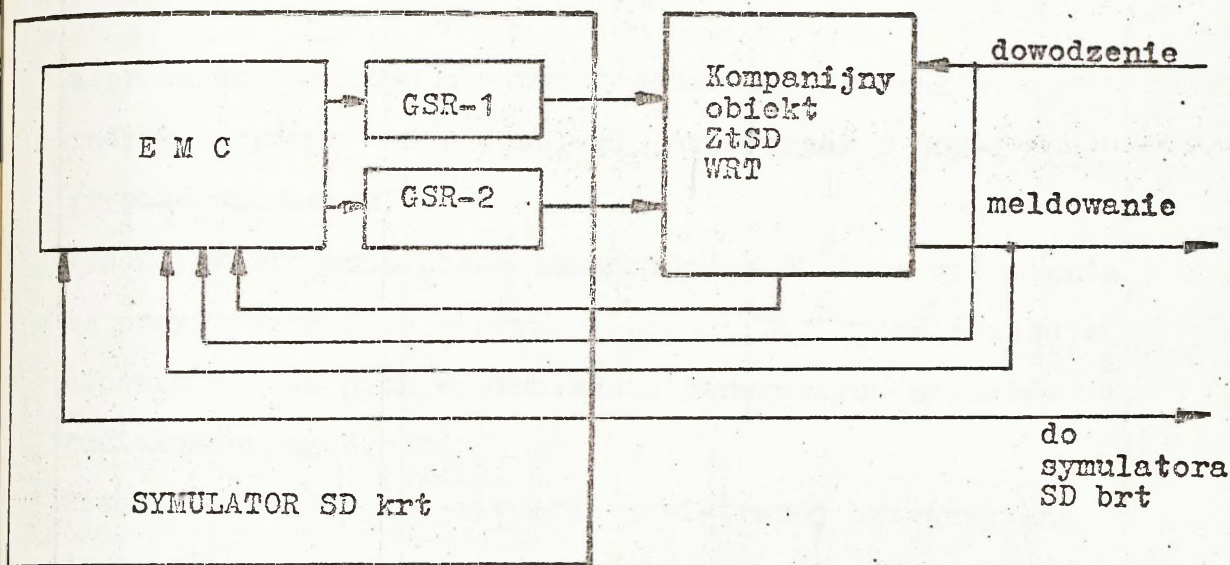 E M C
GSR-1
GSR-2
Kompanijny
obiekt
ZtSD
WRT
dowodzenie
meldowanie
do
symulatora
SD brt
SYMULATOR SD krt